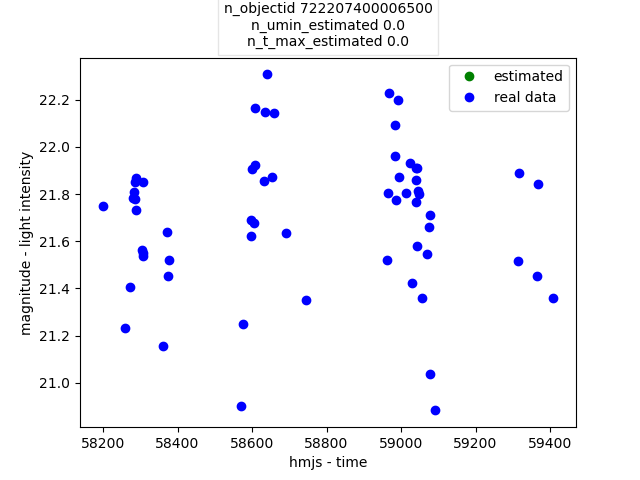 n_objectid 722207400006500
n_umin_estimated 0.0
n_t_max_estimated 0.0
estimated
real data
22.2
22.0
21.8
21.6
21.4
21.2
21.0
magnitude - light intensity
58200 58400 58600 58800 59000 59200 59400
hmjs - time